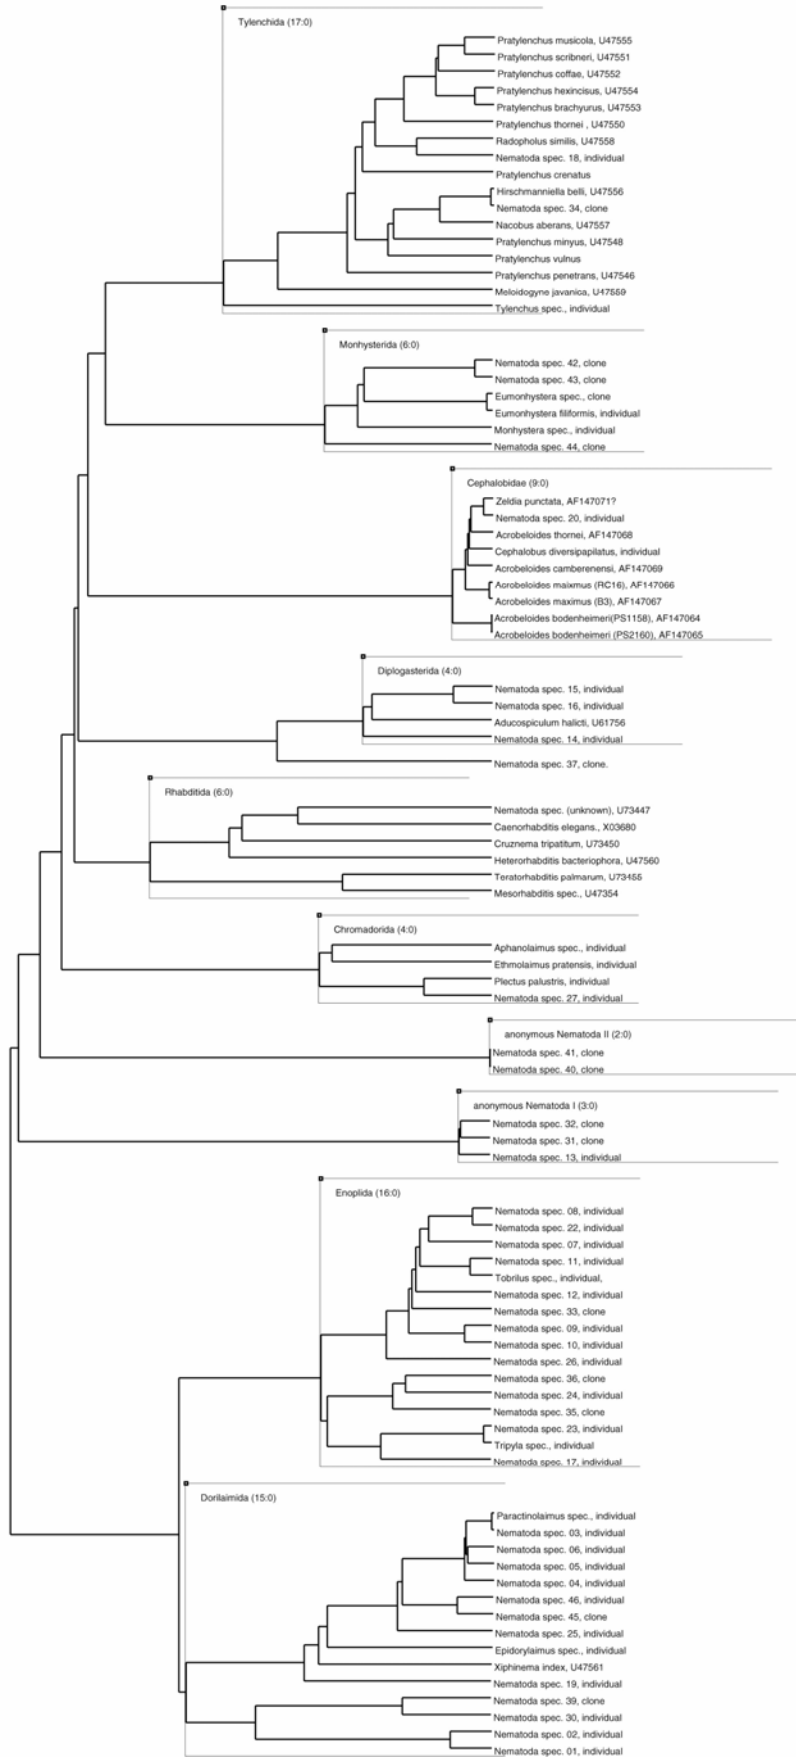 Tylenchida (17:0)
Pratylenchus musicola, U47555
Pratylenchus scribneri, U47551
Pratylenchus coffae, U47552
Pratylenchus hexincisus, U47554
Pratylenchus brachyurus, U47553
Pratylenchus thornei , U47550
Radopholus similis, U47558
Nematoda spec. 18, individual
Pratylenchus crenatus
Hirschmanniella belli, U47556
Nematoda spec. 34, clone
Nacobus aberans, U47557
Pratylenchus minyus, U47548
Pratylenchus vulnus
Pratylenchus penetrans, U47546
Meloidogyne javanica, U47559
Tylenchus spec., individual
Monhysterida (6:0)
Nematoda spec. 42, clone
Nematoda spec. 43, clone
Eumonhystera spec., clone
Eumonhystera filiformis, individual
Monhystera spec., individual
Nematoda spec. 44, clone
Cephalobidae (9:0)
Zeldia punctata, AF147071?
Nematoda spec. 20, individual
Acrobeloides thornei, AF147068
Cephalobus diversipapilatus, individual
Acrobeloides camberenensi, AF147069
Acrobeloides maixmus (RC16), AF147066
Acrobeloides maximus (B3), AF147067
Acrobeloides bodenheimeri(PS1158), AF147064
Acrobeloides bodenheimeri (PS2160), AF147065
Diplogasterida (4:0)
Nematoda spec. 15, individual
Nematoda spec. 16, individual
Aducospiculum halicti, U61756
Nematoda spec. 14, individual
Nematoda spec. 37, clone.
Rhabditida (6:0)
Nematoda spec. (unknown), U73447
Caenorhabditis elegans., X03680
Cruznema tripatitum, U73450
Heterorhabditis bacteriophora, U47560
Teratorhabditis palmarum, U73455
Mesorhabditis spec., U47354
Chromadorida (4:0)
Aphanolaimus spec., individual
Ethmolaimus pratensis, individual
Plectus palustris, individual
Nematoda spec. 27, individual
anonymous Nematoda II (2:0)
Nematoda spec. 41, clone
Nematoda spec. 40, clone
anonymous Nematoda I (3:0)
Nematoda spec. 32, clone
Nematoda spec. 31, clone
Nematoda spec. 13, individual
Enoplida (16:0)
Nematoda spec. 08, individual
Nematoda spec. 22, individual
Nematoda spec. 07, individual
Nematoda spec. 11, individual
Tobrilus spec., individual,
Nematoda spec. 12, individual
Nematoda spec. 33, clone
Nematoda spec. 09, individual
Nematoda spec. 10, individual
Nematoda spec. 26, individual
Nematoda spec. 36, clone
Nematoda spec. 24, individual
Nematoda spec. 35, clone
Nematoda spec. 23, individual
Tripyla spec., individual
Nematoda spec. 17, individual
Dorilaimida (15:0)
Paractinolaimus spec., individual
Nematoda spec. 03, individual
Nematoda spec. 06, individual
Nematoda spec. 05, individual
Nematoda spec. 04, individual
Nematoda spec. 46, individual
Nematoda spec. 45, clone
Nematoda spec. 25, individual
Epidorylaimus spec., individual
Xiphinema index, U47561
Nematoda spec. 19, individual
Nematoda spec. 39, clone
Nematoda spec. 30, individual
Nematoda spec. 02, individual
Nematoda spec. 01, individual